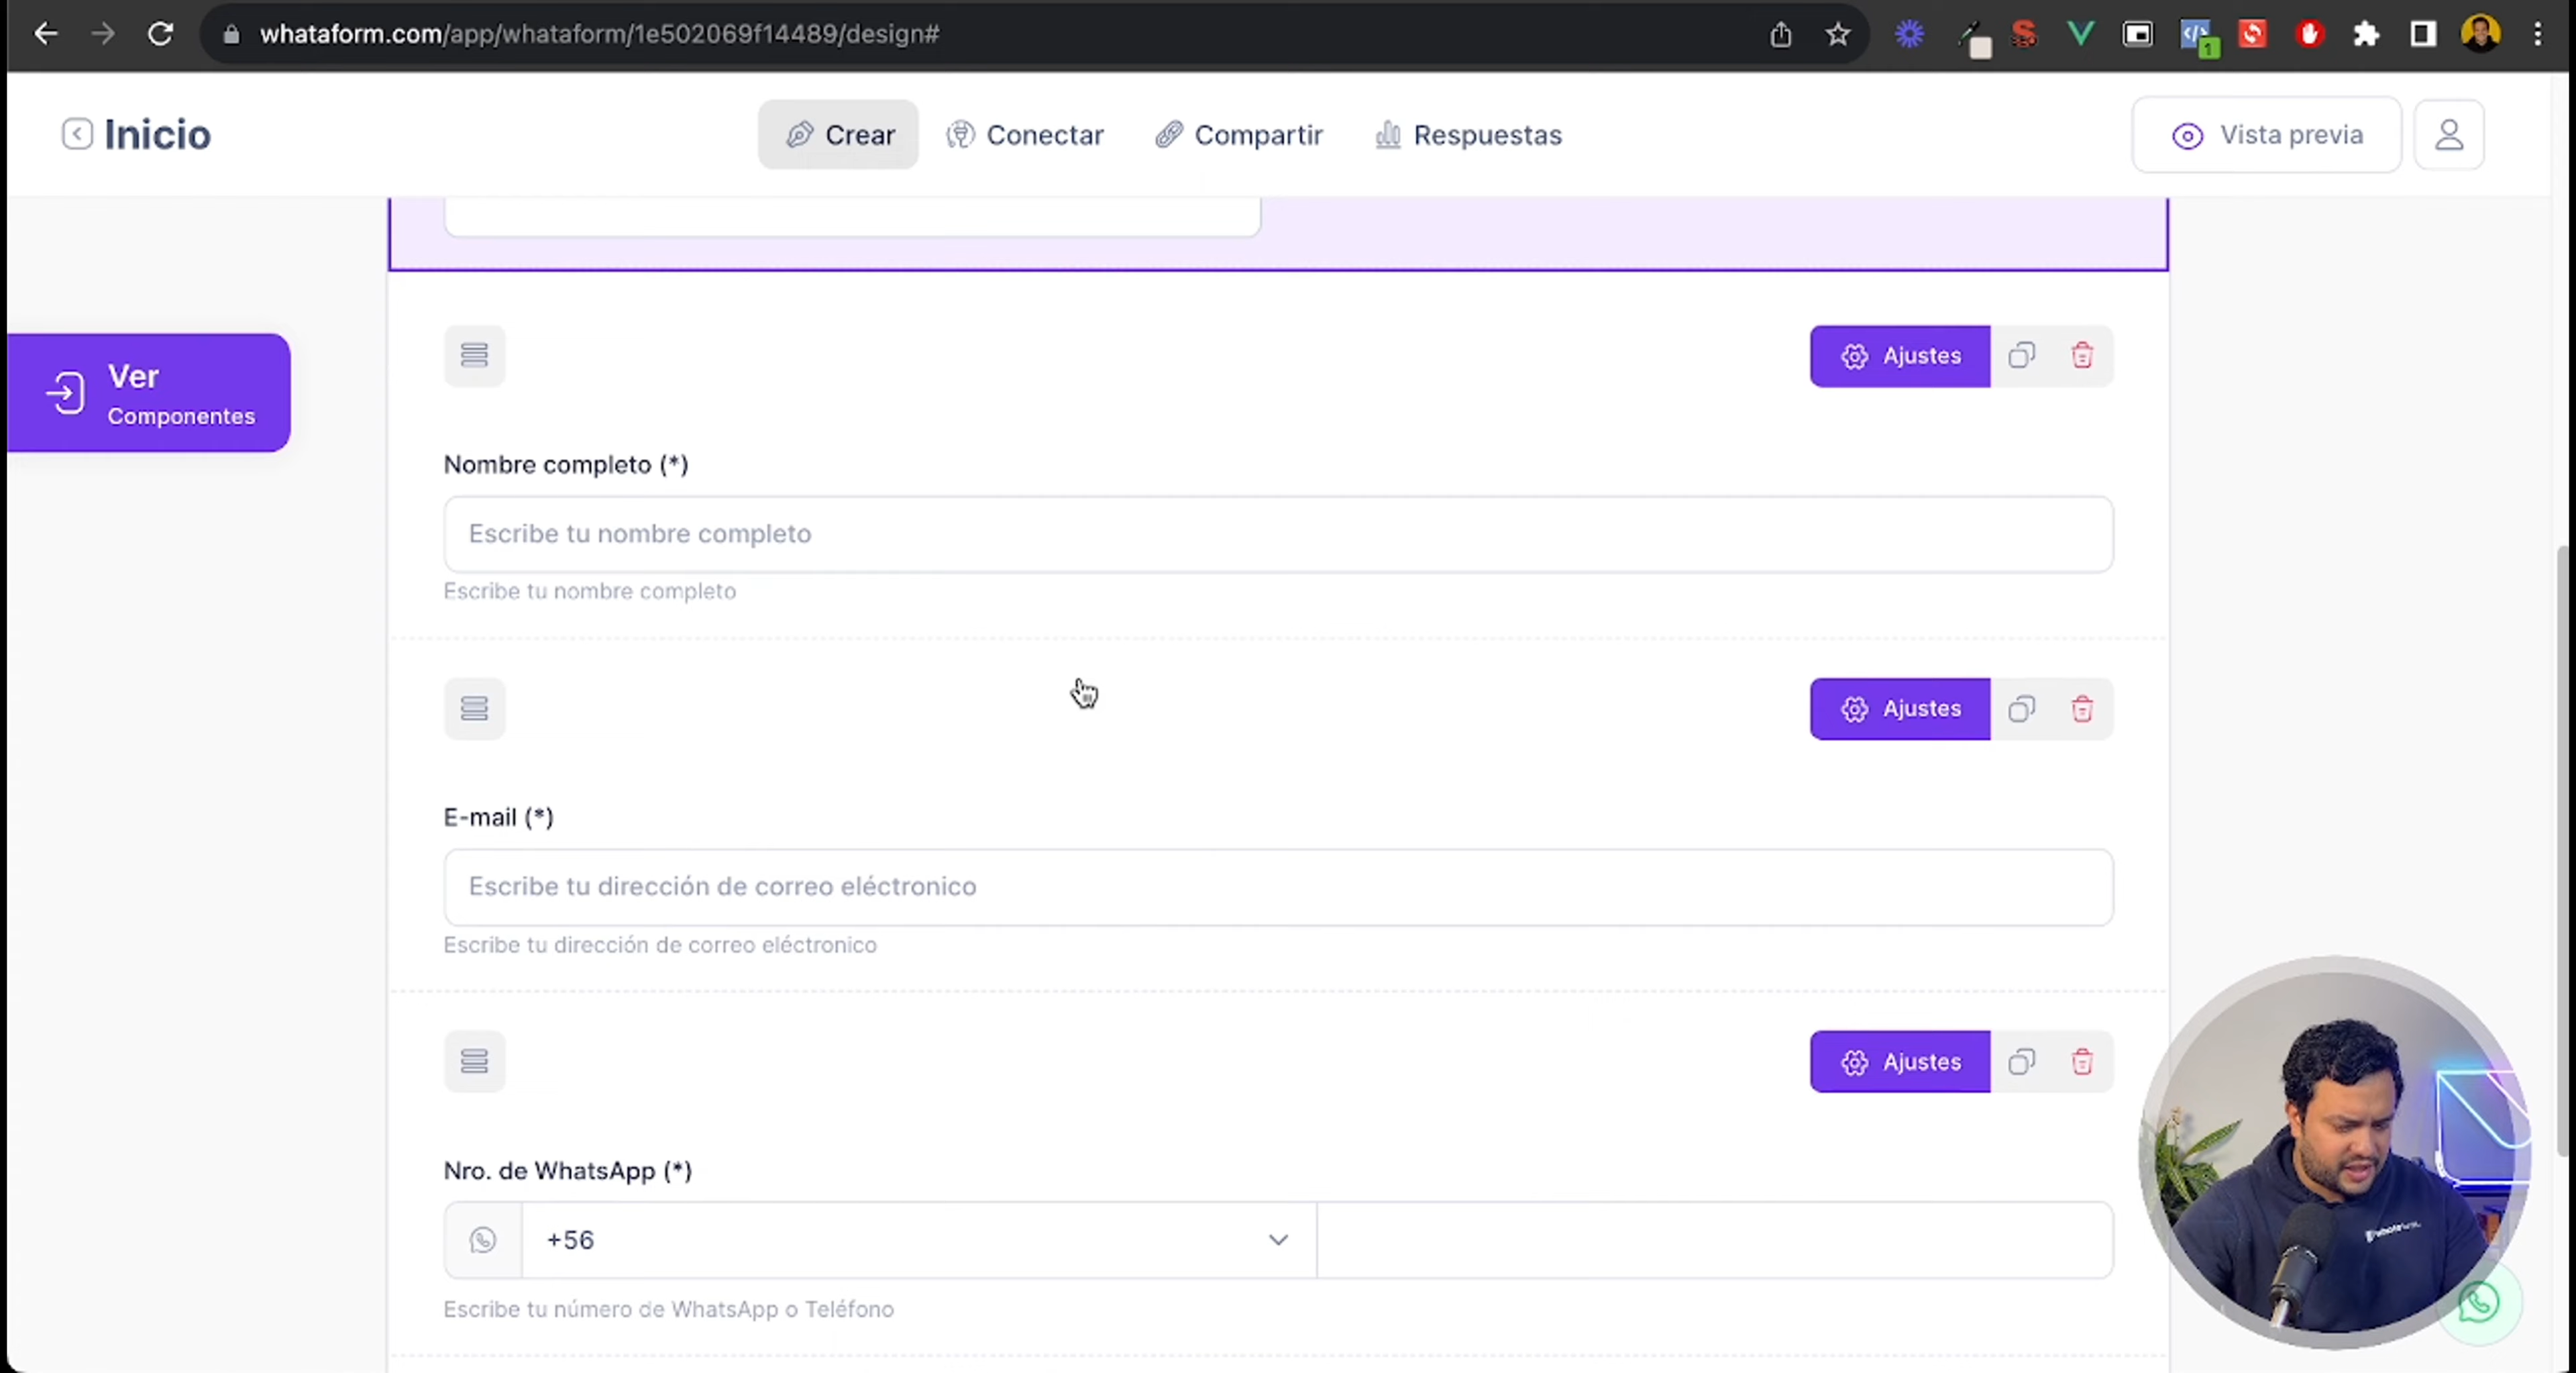 whataform.com/app/whataform/1e502069f14489/design#
1
Inicio
Crear
Conectar
Compartir
Respuestas
Vista previa
Ver
Componentes
Ajustes
Nombre completo (*)
Escribe tu nombre completo
Escribe tu nombre completo
Ajustes
E-mail (*)
Escribe tu dirección de correo eléctronico
Escribe tu dirección de correo eléctronico
Ajustes
Nro. de WhatsApp (*)
+56
Escribe tu número de WhatsApp o Teléfono